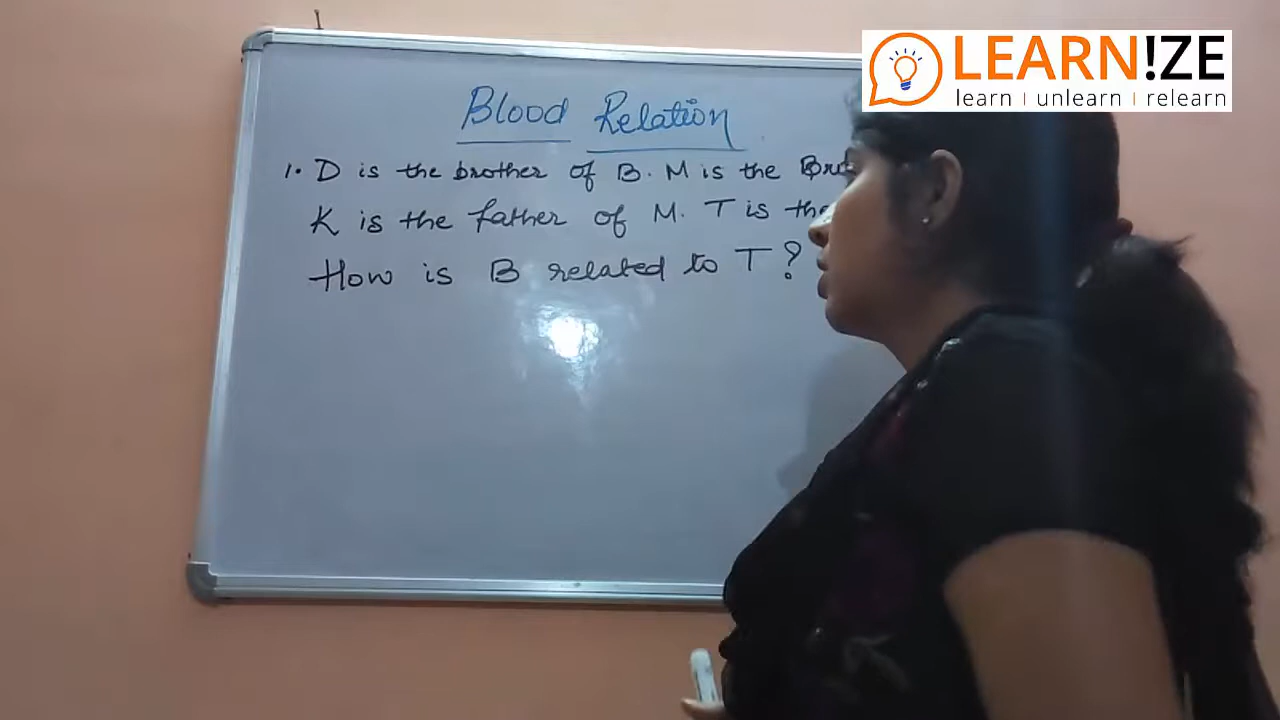 LEARN!ZE
learn | unlearn | relearn
Blood Relation
1. D is the brother of B. M is the
K is the father of M. T is the
How is B related to T?